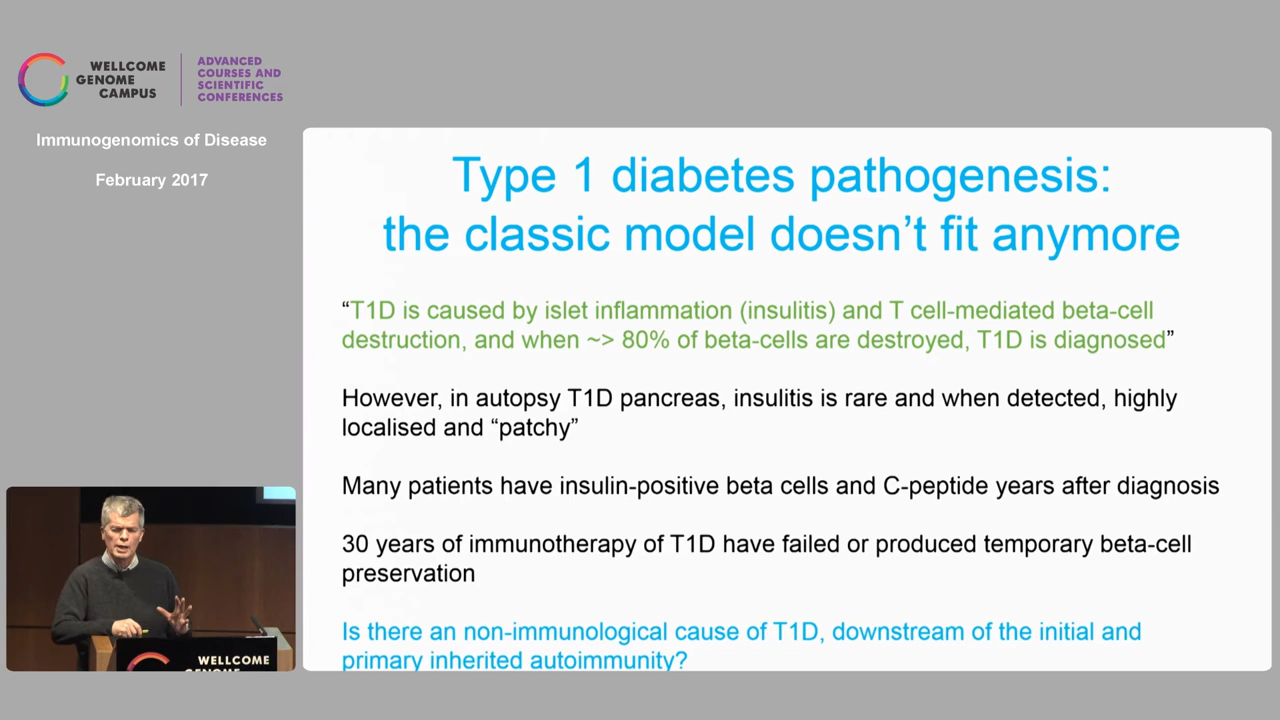 WELLCOME
GENOME
CAMPUS
ADVANCED
COURSES AND
SCIENTIFIC
CONFERENCES
Immunogenomics of Disease
February 2017
Type 1 diabetes pathogenesis:
the classic model doesn’t fit anymore
“T1D is caused by islet inflammation (insulitis) and T cell-mediated beta-cell
destruction, and when ~> 80% of beta-cells are destroyed, T1D is diagnosed”
However, in autopsy T1D pancreas, insulitis is rare and when detected, highly
localised and “patchy”
Many patients have insulin-positive beta cells and C-peptide years after diagnosis
30 years of immunotherapy of T1D have failed or produced temporary beta-cell
preservation
Is there an non-immunological cause of T1D, downstream of the initial and
primary inherited autoimmunity?
WELLCOME
GENOME